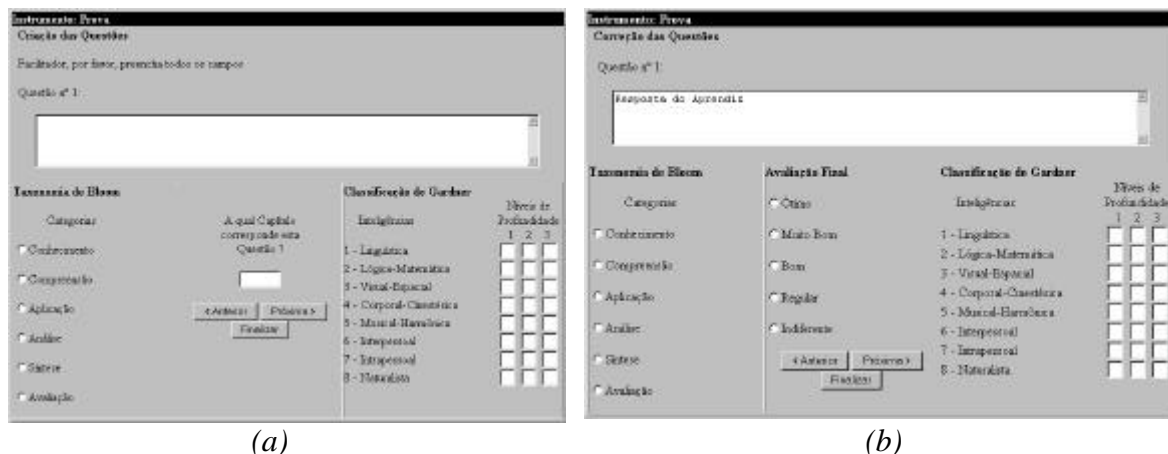 Instrumento: Prova
Criação das Questões
Facilitador, por favor, preencha todos os campos
Questão nº 1:
Taxonomia de Bloom
Categorias
Conhecimento
Compreensão
Aplicação
Análise
Síntese
Avaliação
A qual Capítulo
corresponde esta
Questão ?
< Anterior
Próxima >
Finalizar
Classificação de Gardner
Inteligências
Níveis de
Profundidade
1 2 3
1 - Linguística
2 - Lógica-Matemática
3 - Visual-Espacial
4 - Corporal-Cinestésica
5 - Musical-Harmônica
6 - Interpessoal
7 - Intrapessoal
8 - Naturalista
(a)
Instrumento: Prova
Correção das Questões
Questão nº 1:
Resposta do Aprendiz
Taxonomia de Bloom
Categorias
Conhecimento
Compreensão
Aplicação
Análise
Síntese
Avaliação
Avaliação Final
Ótimo
Muito Bom
Bom
Regular
Indiferente
< Anterior
Próxima >
Finalizar
Classificação de Gardner
Inteligências
Níveis de
Profundidade
1 2 3
1 - Linguística
2 - Lógica-Matemática
3 - Visual-Espacial
4 - Corporal-Cinestésica
5 - Musical-Harmônica
6 - Interpessoal
7 - Intrapessoal
8 - Naturalista
(b)